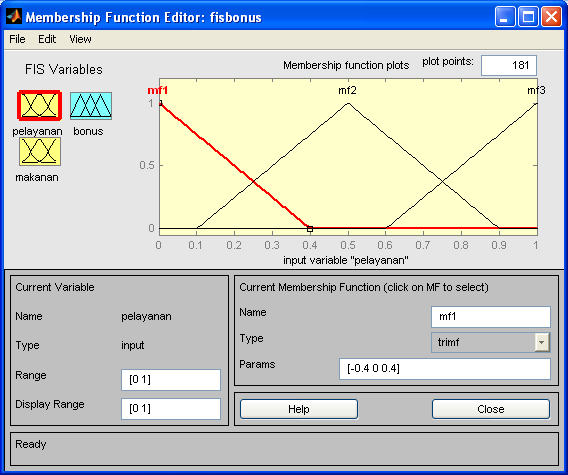 Membership Function Editor: fisbonus
File Edit View
FIS Variables
Membership function plots plot points: 181
pelayanan bonus
makanan
mf1 mf2 mf3
1
0.5
0
0 0.1 0.2 0.3 0.4 0.5 0.6 0.7 0.8 0.9 1
input variable "pelayanan"
Current Variable
Name pelayanan
Type input
Range [0 1]
Display Range [0 1]
Current Membership Function (click on MF to select)
Name mf1
Type trimf
Params [-0.4 0 0.4]
Help Close
Ready